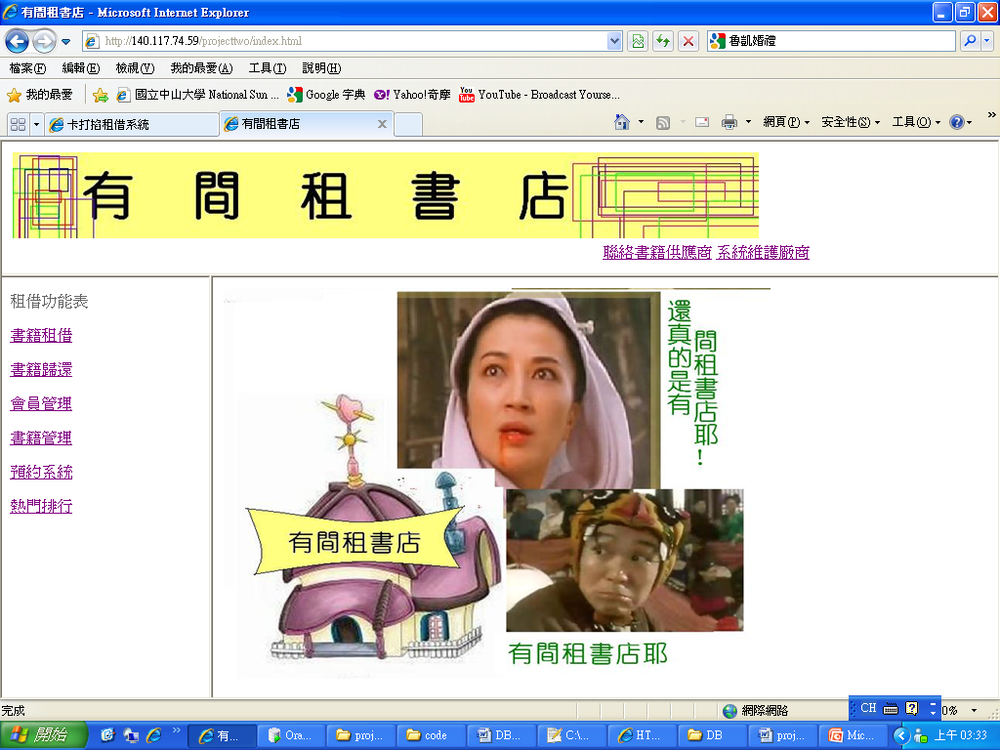 有間租書店 - Microsoft Internet Explorer
http://140.117.74.59/projecttwo/index.html
魯凱婚禮
檔案(F) 編輯(E) 檢視(V) 我的最愛(A) 工具(T) 說明(H)
我的最愛 國立中山大學 National Sun ... Google 字典 Yahoo!奇摩 YouTube - Broadcast Yourse...
卡打掐租借系統 有間租書店 網頁(P) 安全性(S) 工具(O)
有間租書店
聯絡書籍供應商 系統維護廠商
租借功能表
書籍租借
書籍歸還
會員管理
書籍管理
預約系統
熱門排行
還真的是有
間租書店耶！
有間租書店
有間租書店耶
完成 網際網路 0%
CH
開始 有... Ora... proj... code DB... C:\... HT... DB proj... Mic... 上午 03:33